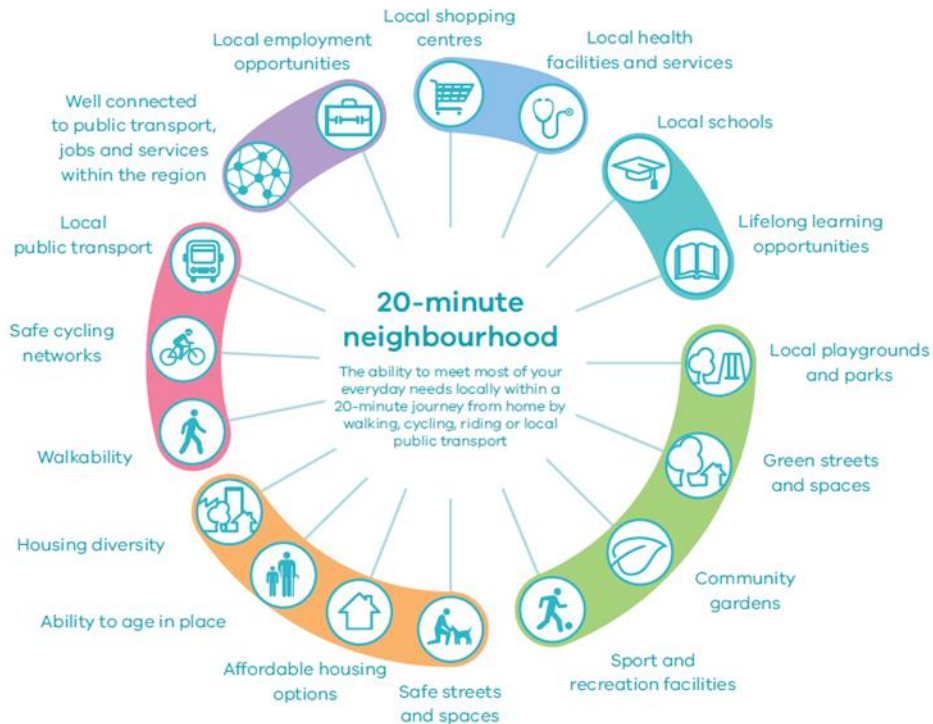 20-minute
neighbourhood
The ability to meet most of your
everyday needs locally within a
20-minute journey from home by
walking, cycling, riding or local
public transport
Local shopping
centres
Local health
facilities and services
Local schools
Lifelong learning
opportunities
Local playgrounds
and parks
Green streets
and spaces
Community
gardens
Sport and
recreation facilities
Safe streets
and spaces
Affordable housing
options
Ability to age in place
Housing diversity
Walkability
Safe cycling
networks
Local
public transport
Well connected
to public transport,
jobs and services
within the region
Local employment
opportunities